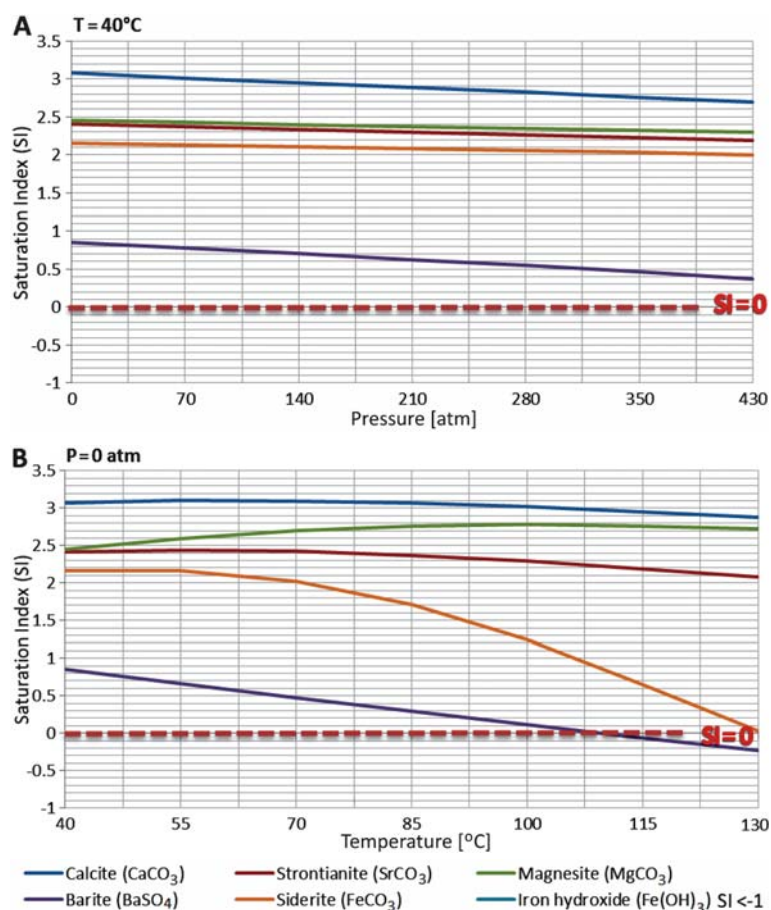 A T = 40°C
3.5
3
2.5
2
1.5
1
0.5
0
-0.5
-1
Saturation Index (SI)
SI=0
0 70 140 210 280 350 430
Pressure [atm]
B P=0 atm
3.5
3
2.5
2
1.5
1
0.5
0
-0.5
-1
Saturation Index (SI)
SI=0
40 55 70 85 100 115 130
Temperature [°C]
Calcite (CaCO₃) Strontianite (SrCO₃) Magnesite (MgCO₃)
Barite (BaSO₄) Siderite (FeCO₃) Iron hydroxide (Fe(OH)₃) SI <-1